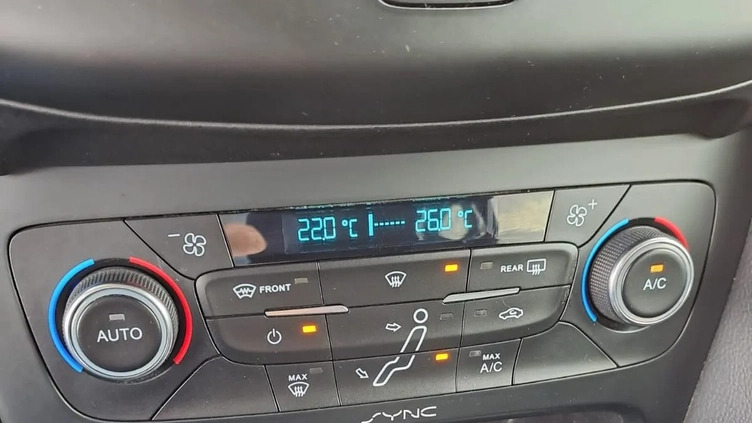 22.0 °C 26.0 °C
- +
FRONT
REAR
AUTO
A/C
MAX
MAX
A/C
SYNC